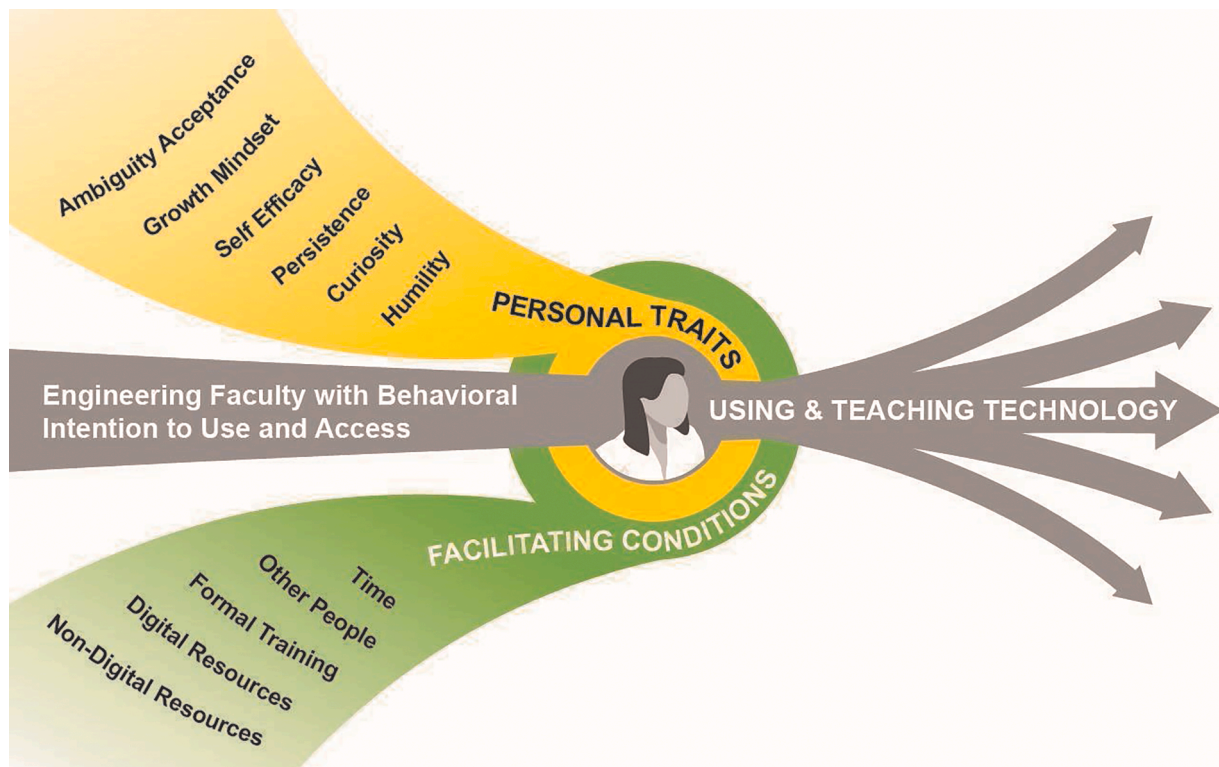 Ambiguity Acceptance
Growth Mindset
Self Efficacy
Persistence
Curiosity
Humility
PERSONAL TRAITS
Engineering Faculty with Behavioral
Intention to Use and Access
USING & TEACHING TECHNOLOGY
FACILITATING CONDITIONS
Time
Other People
Formal Training
Digital Resources
Non-Digital Resources